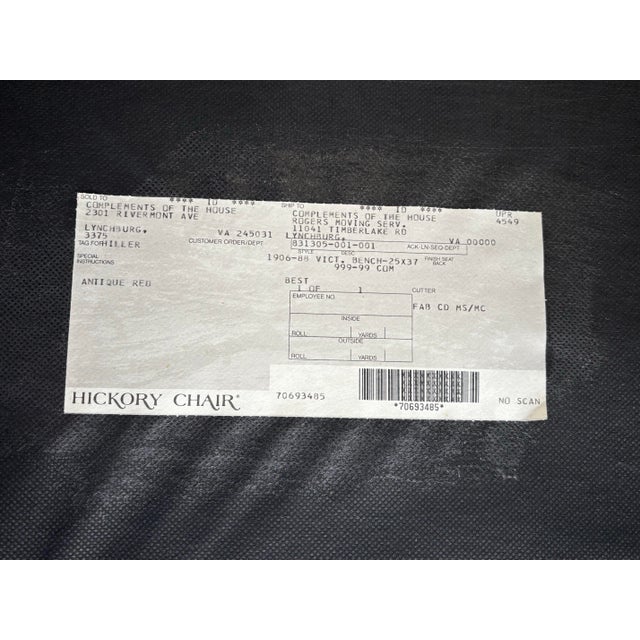 SOLD TO **** ID **** SHIP TO **** ID **** UPR
COMPLEMENTS OF THE HOUSE COMPLEMENTS OF THE HOUSE 4549
2301 RIVERMONT AVE ROGERS MOVING SERV.
11041 TIMBERLAKE RD
LYNCHBURG, VA 245031 LYNCHBURG, VA 00000
3375
TAG FOR HILLER CUSTOMER ORDER/DEPT. 831305-001-001 ACK-LN-SEQ-DEPT
STYLE DESC
SPECIAL INSTRUCTIONS 1906-88 VICT. BENCH-25X37 FINISH SEAT BACK
999-99 COM
ANTIQUE RED BEST
1 OF 1 CUTTER
EMPLOYEE NO. FAB CD MS/MC
INSIDE
ROLL YARDS
OUTSIDE
ROLL YARDS
HICKORY CHAIR® 70693485 *70693485* NO SCAN